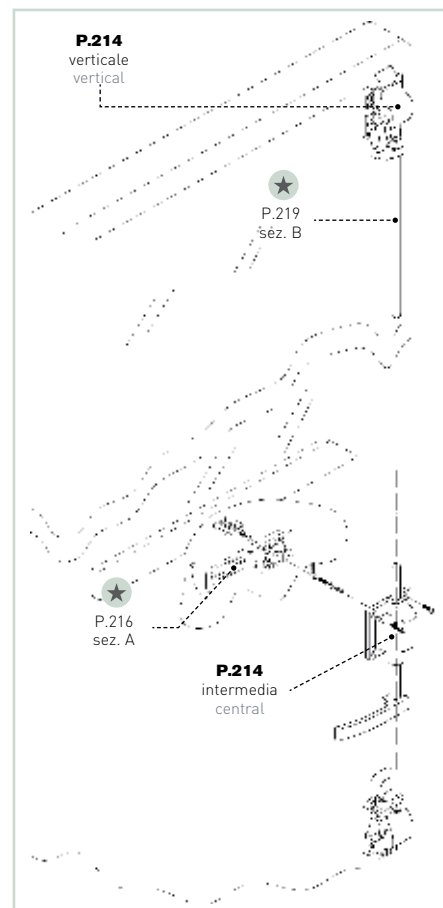 P.214
verticale
vertical
P.219
sez. B
P.216
sez. A
P.214
intermedia
central